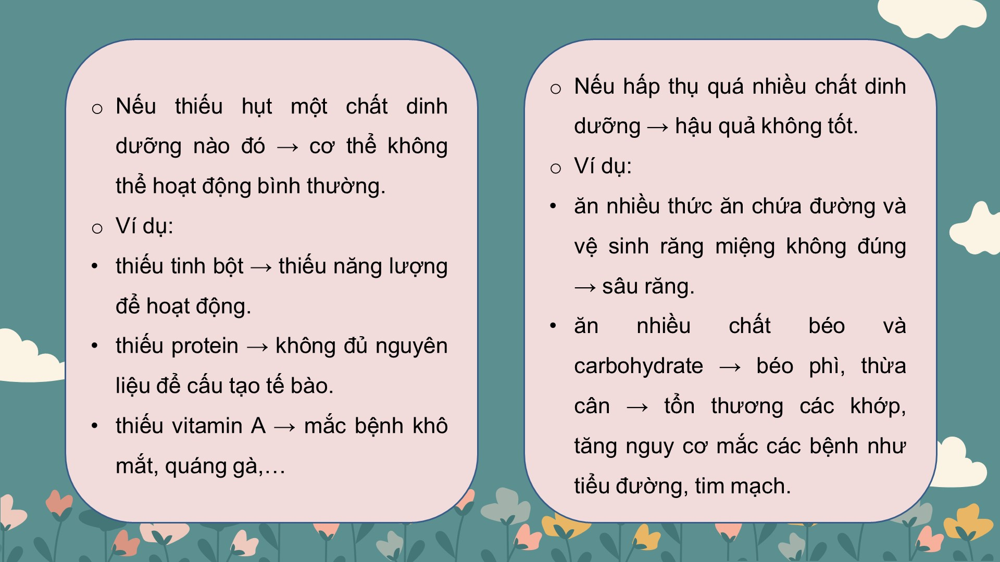 ○ Nếu thiếu hụt một chất dinh
dưỡng nào đó → cơ thể không
thể hoạt động bình thường.
○ Ví dụ:
• thiếu tinh bột → thiếu năng lượng
để hoạt động.
• thiếu protein → không đủ nguyên
liệu để cấu tạo tế bào.
• thiếu vitamin A → mắc bệnh khô
mắt, quáng gà,…
○ Nếu hấp thụ quá nhiều chất dinh
dưỡng → hậu quả không tốt.
○ Ví dụ:
• ăn nhiều thức ăn chứa đường và
vệ sinh răng miệng không đúng
→ sâu răng.
• ăn nhiều chất béo và
carbohydrate → béo phì, thừa
cân → tổn thương các khớp,
tăng nguy cơ mắc các bệnh như
tiểu đường, tim mạch.